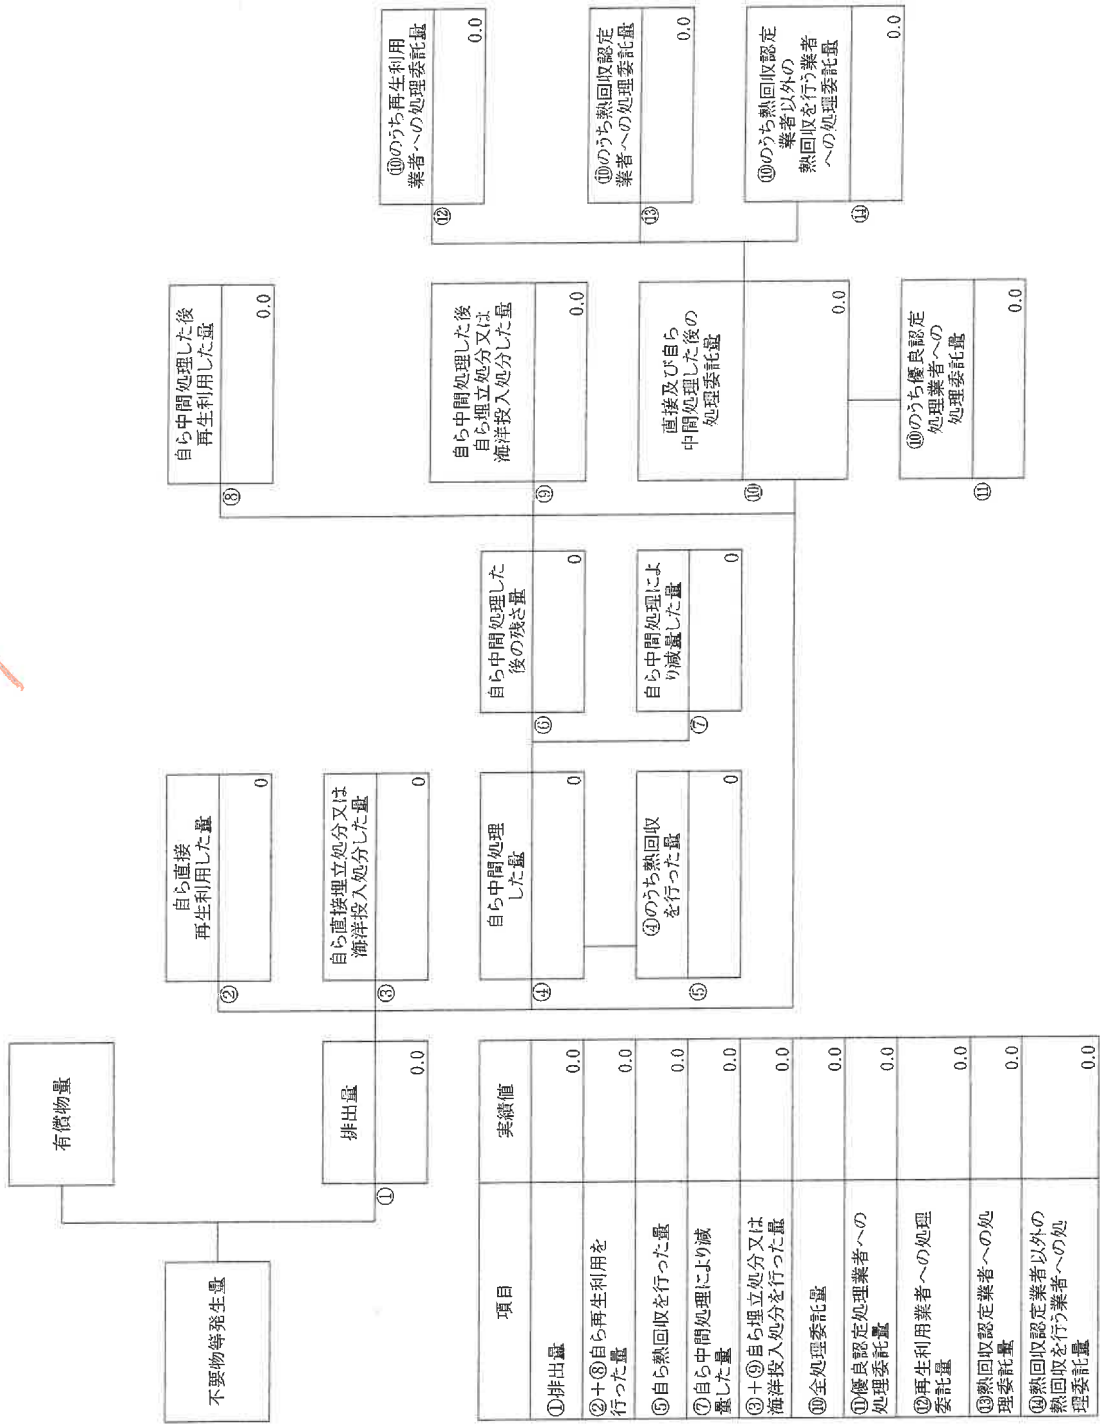 不要物等発生量
有償物量
排出量
①
0.0
自ら直接
再生利用した量
②
0
自ら直接埋立処分又は
海洋投入処分した量
③
0
自ら中間処理
した量
④
0
④のうち熱回収
を行った量
⑤
0
自ら中間処理した
後の残さ量
⑥
0
自ら中間処理によ
り減量した量
⑦
0
自ら中間処理した後
再生利用した量
⑧
0.0
自ら中間処理した後
自ら埋立処分又は
海洋投入処分した量
⑨
0.0
直接及び自ら
中間処理した後の
処理委託量
⑩
0.0
⑩のうち優良認定
処理業者への
処理委託量
⑪
0.0
⑩のうち再生利用
業者への処理委託量
⑫
0.0
⑩のうち熱回収認定
業者への処理委託量
⑬
0.0
⑩のうち熱回収認定
業者以外の
熱回収を行う業者
への処理委託量
⑭
0.0
項目 実績値
①排出量 0.0
②+⑧自ら再生利用を
行った量 0.0
⑤自ら熱回収を行った量 0.0
⑦自ら中間処理により減
量した量 0.0
③+⑨自ら埋立処分又は
海洋投入処分を行った量 0.0
⑩全処理委託量 0.0
⑪優良認定処理業者への
処理委託量 0.0
⑫再生利用業者への処理
委託量 0.0
⑬熱回収認定業者への処
理委託量 0.0
⑭熱回収認定業者以外の
熱回収を行う業者への処
理委託量 0.0